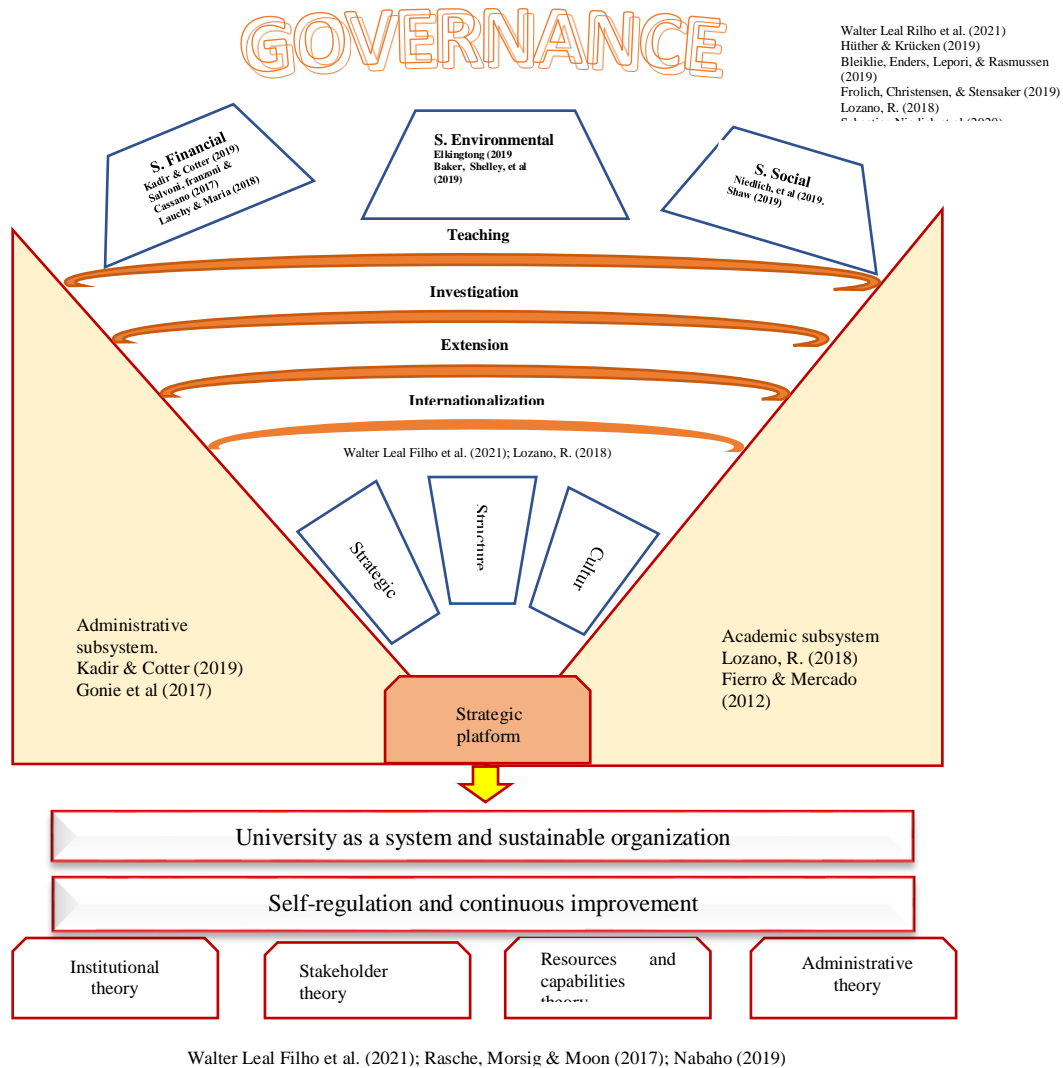 GOVERNANCE
Walter Leal Rilho et al. (2021)
Hüther & Krücken (2019)
Bleiklie, Enders, Lepori, & Rasmussen
(2019)
Frolich, Christensen, & Stensaker (2019)
Lozano, R. (2018)
S. Financial
Kadir & Cotter (2019)
Salvoni, franzoni &
Cassano (2017)
Lauchy & Maria (2018)
S. Environmental
Elkingtong (2019
Baker, Shelley, et al
(2019)
S. Social
Niedlich, et al (2019.
Shaw (2019)
Teaching
Investigation
Extension
Internationalization
Walter Leal Filho et al. (2021); Lozano, R. (2018)
Strategic
Structure
Cultur
Administrative
subsystem.
Kadir & Cotter (2019)
Gonie et al (2017)
Academic subsystem
Lozano, R. (2018)
Fierro & Mercado
(2012)
Strategic
platform
University as a system and sustainable organization
Self-regulation and continuous improvement
Institutional
theory
Stakeholder
theory
Resources and
capabilities
theory
Administrative
theory
Walter Leal Filho et al. (2021); Rasche, Morsig & Moon (2017); Nabaho (2019)